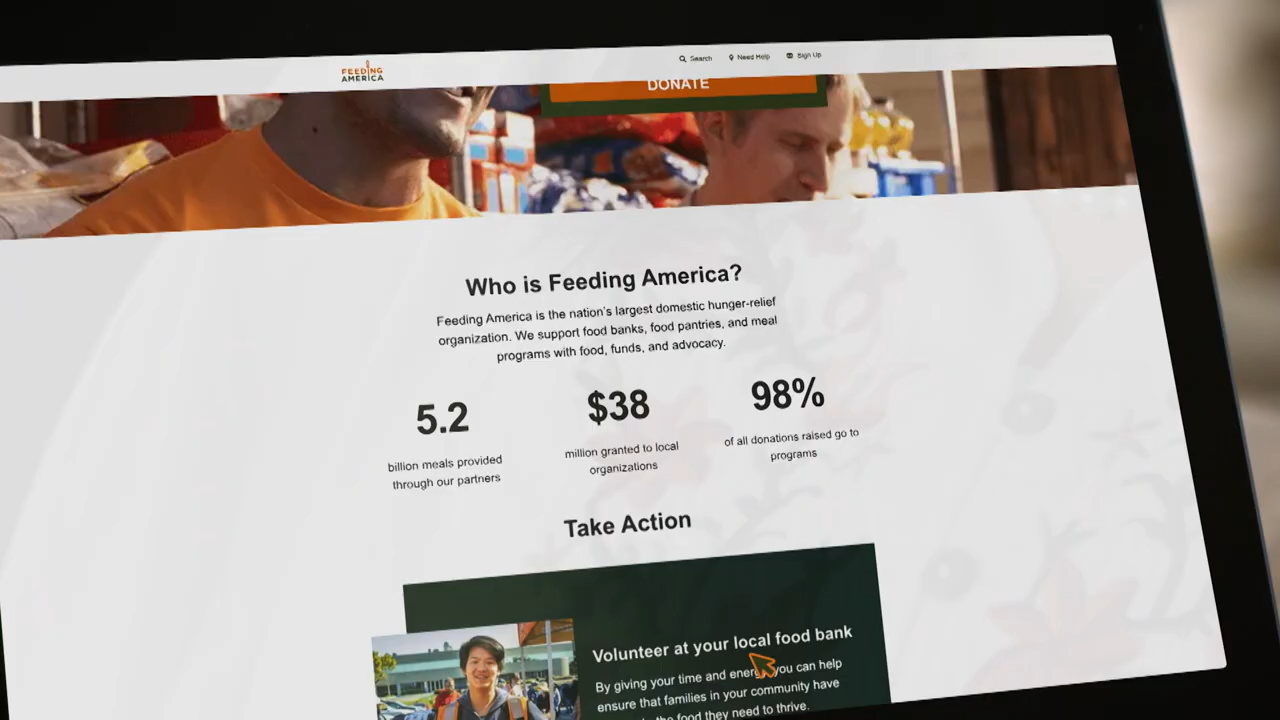 FEEDING
AMERICA
Search
Need Help
Sign Up
DONATE
Who is Feeding America?
Feeding America is the nation's largest domestic hunger-relief
organization. We support food banks, food pantries, and meal
programs with food, funds, and advocacy.
5.2
billion meals provided
through our partners
$38
million granted to local
organizations
98%
of all donations raised go to
programs
Take Action
Volunteer at your local food bank
By giving your time and energy, you can help
ensure that families in your community have
the food they need to thrive.